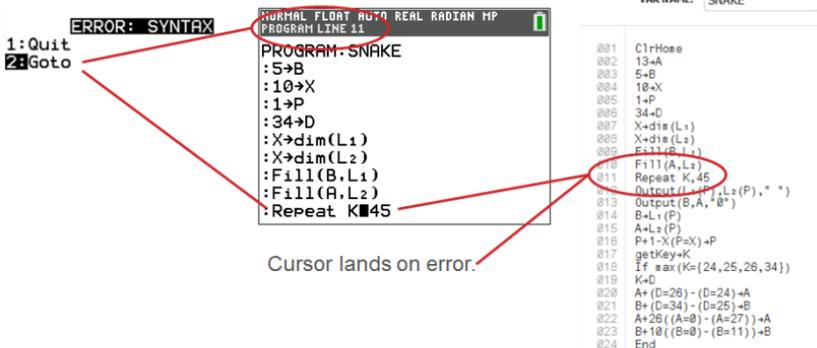 ERROR: SYNTAX
1:Quit
2:Goto
NORMAL FLOAT AUTO REAL RADIAN MP
PROGRAM LINE 11
PROGRAM:SNAKE
:5→B
:10→X
:1→P
:34→D
:X→dim(L₁)
:X→dim(L₂)
:Fill(B,L₁)
:Fill(A,L₂)
:Repeat K■45
Cursor lands on error.
VAR NAME: SNAKE
001 ClrHome
002 13→A
003 5→B
004 10→X
005 1→P
006 34→D
007 X→dim(L₁)
008 X→dim(L₂)
009 Fill(B,L₁)
010 Fill(A,L₂)
011 Repeat K,45
012 Output(L₁(P),L₂(P)," ")
013 Output(B,A,"0")
014 B→L₁(P)
015 A→L₂(P)
016 P+1-X(P=X)→P
017 getKey→K
018 If max(K={24,25,26,34})
019 K→D
020 A+(D=26)-(D=24)→A
021 B+(D=34)-(D=25)→B
022 A+26((A=0)-(A=27))→A
023 B+10((B=0)-(B=11))→B
024 End